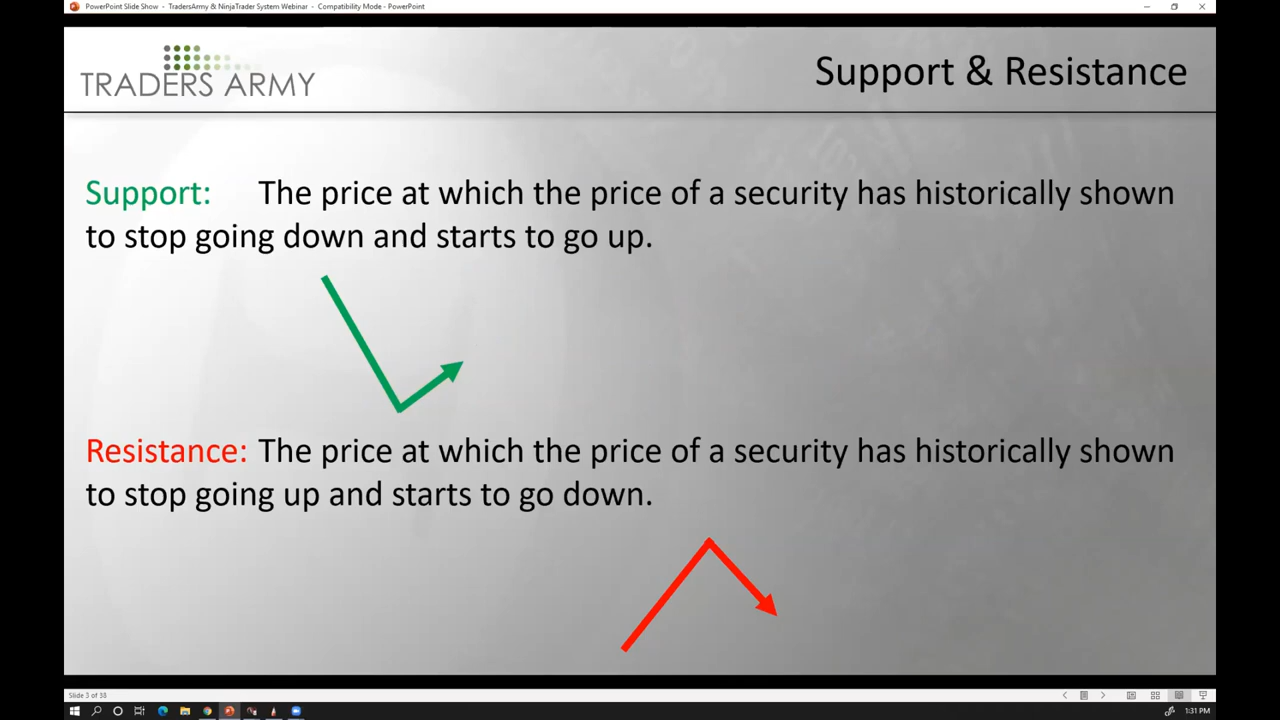 PowerPoint Slide Show - TradersArmy & NinjaTrader System Webinar - Compatibility Mode - PowerPoint
TRADERS ARMY
Support & Resistance
Support: The price at which the price of a security has historically shown
to stop going down and starts to go up.
Resistance: The price at which the price of a security has historically shown
to stop going up and starts to go down.
Slide 3 of 38
1:31 PM